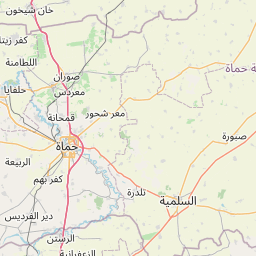 خان شيخون
كفر زيتا
اللطامنة
ة حماة
صوران
حلفايا
معردس
معر شحور
قمحانة
صبورة
حماة
الربيعة
كفر بهم
تلدرة
السلمية
دير الفرديس
الرستن
الزعفرانية